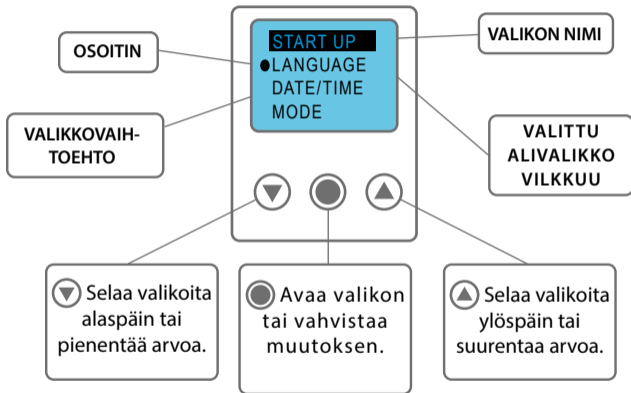 START UP
●LANGUAGE
DATE/TIME
MODE
OSOITIN
VALIKKOVAIH-
TOEHTO
VALIKON NIMI
VALITTU
ALIVALIKKO
VILKKUU
Selaa valikoita
alaspäin tai
pienentää arvoa.
Avaa valikon
tai vahvistaa
muutoksen.
Selaa valikoita
ylöspäin tai
suurentaa arvoa.